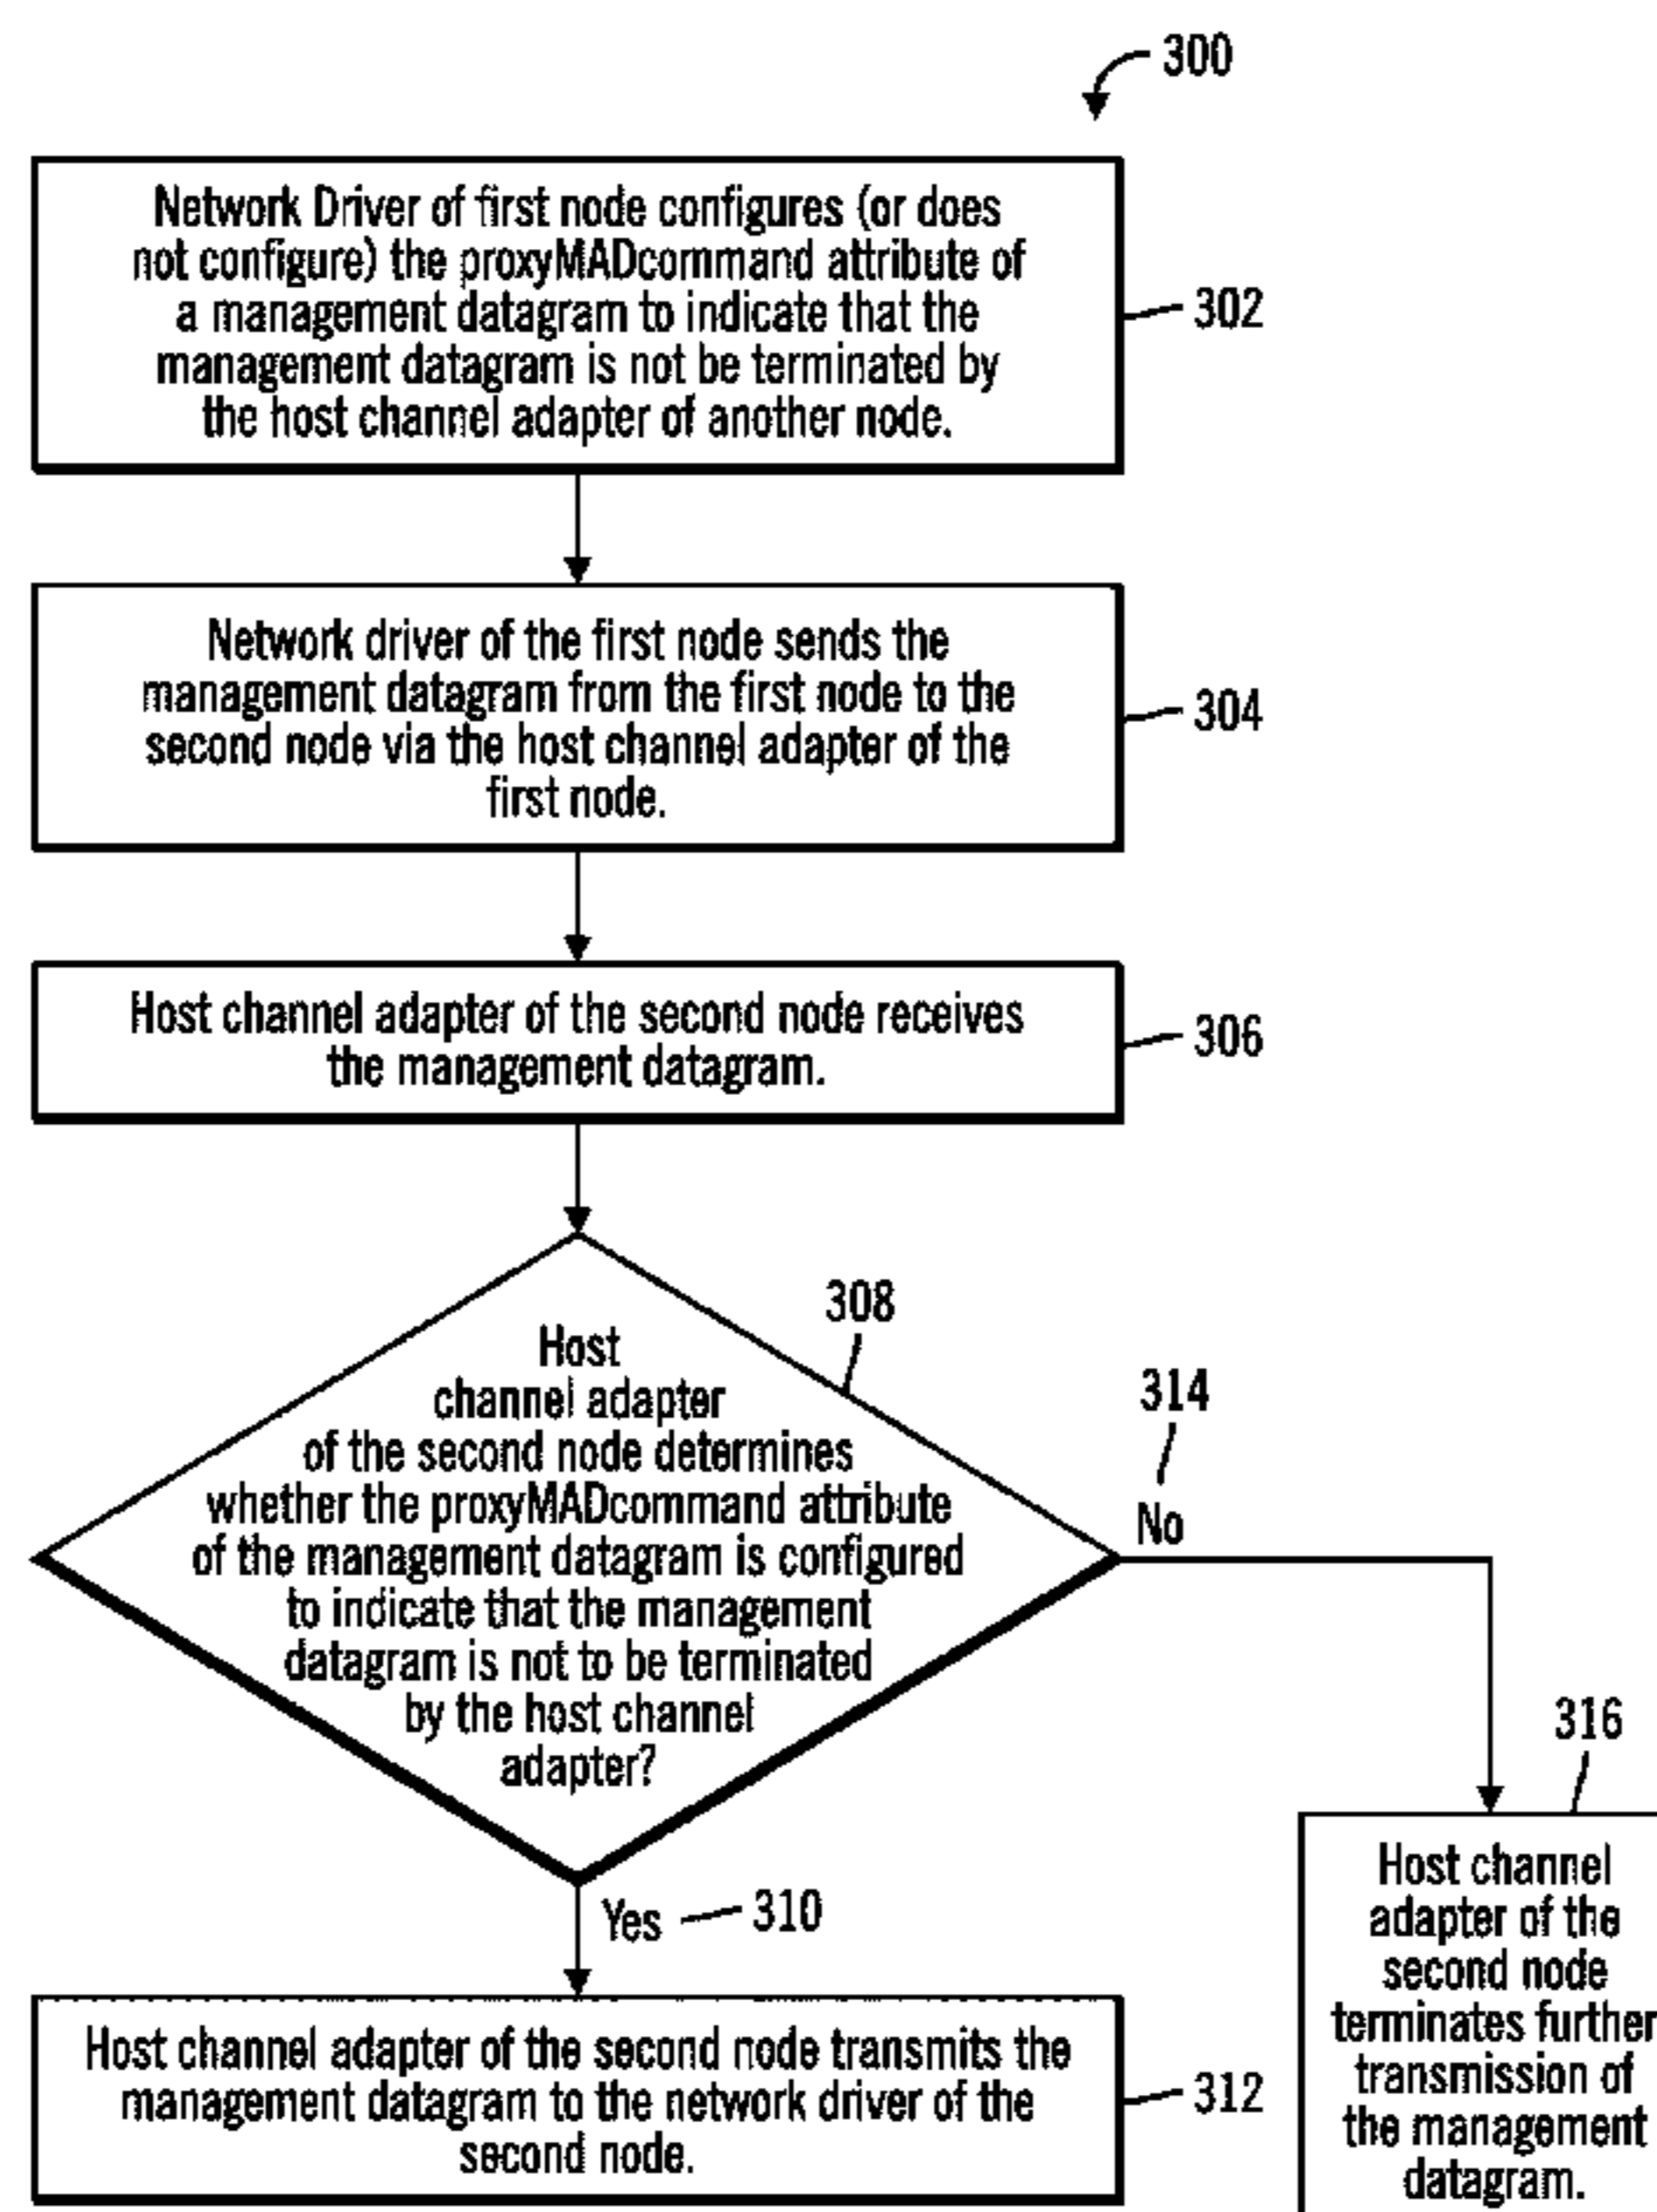 300
Network Driver of first node configures (or does
not configure) the proxyMADcommand attribute of
a management datagram to indicate that the
management datagram is not be terminated by
the host channel adapter of another node.
302
Network driver of the first node sends the
management datagram from the first node to the
second node via the host channel adapter of the
first node.
304
Host channel adapter of the second node receives
the management datagram.
306
308
Host
channel adapter
of the second node determines
whether the proxyMADcommand attribute
of the management datagram is configured
to indicate that the management
datagram is not to be terminated
by the host channel
adapter?
314
No
Yes
310
Host channel adapter of the second node transmits the
management datagram to the network driver of the
second node.
312
316
Host channel
adapter of the
second node
terminates further
transmission of
the management
datagram.